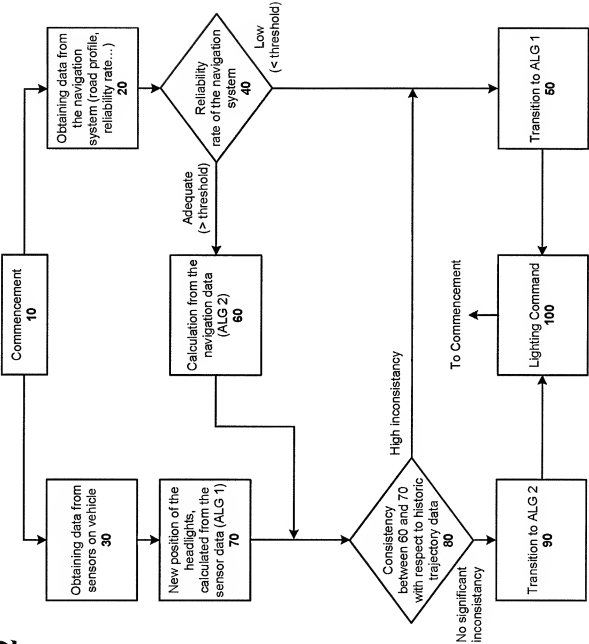 Commencement
10
Obtaining data from
sensors on vehicle
30
Obtaining data from
the navigation
system (road profile,
reliability rate...)
20
New position of the
headlights,
calculated from the
sensor data (ALG 1)
70
Calculation from the
navigation data
(ALG 2)
60
Adequate
(> threshold)
Reliability
rate of the navigation
system
40
Low
(< threshold)
Consistency
between 60 and 70
with respect to historic
trajectory data
80
High inconsistancy
No significant
inconsistancy
To Commencement
Transition to ALG 2
90
Lighting Command
100
Transition to ALG 1
50